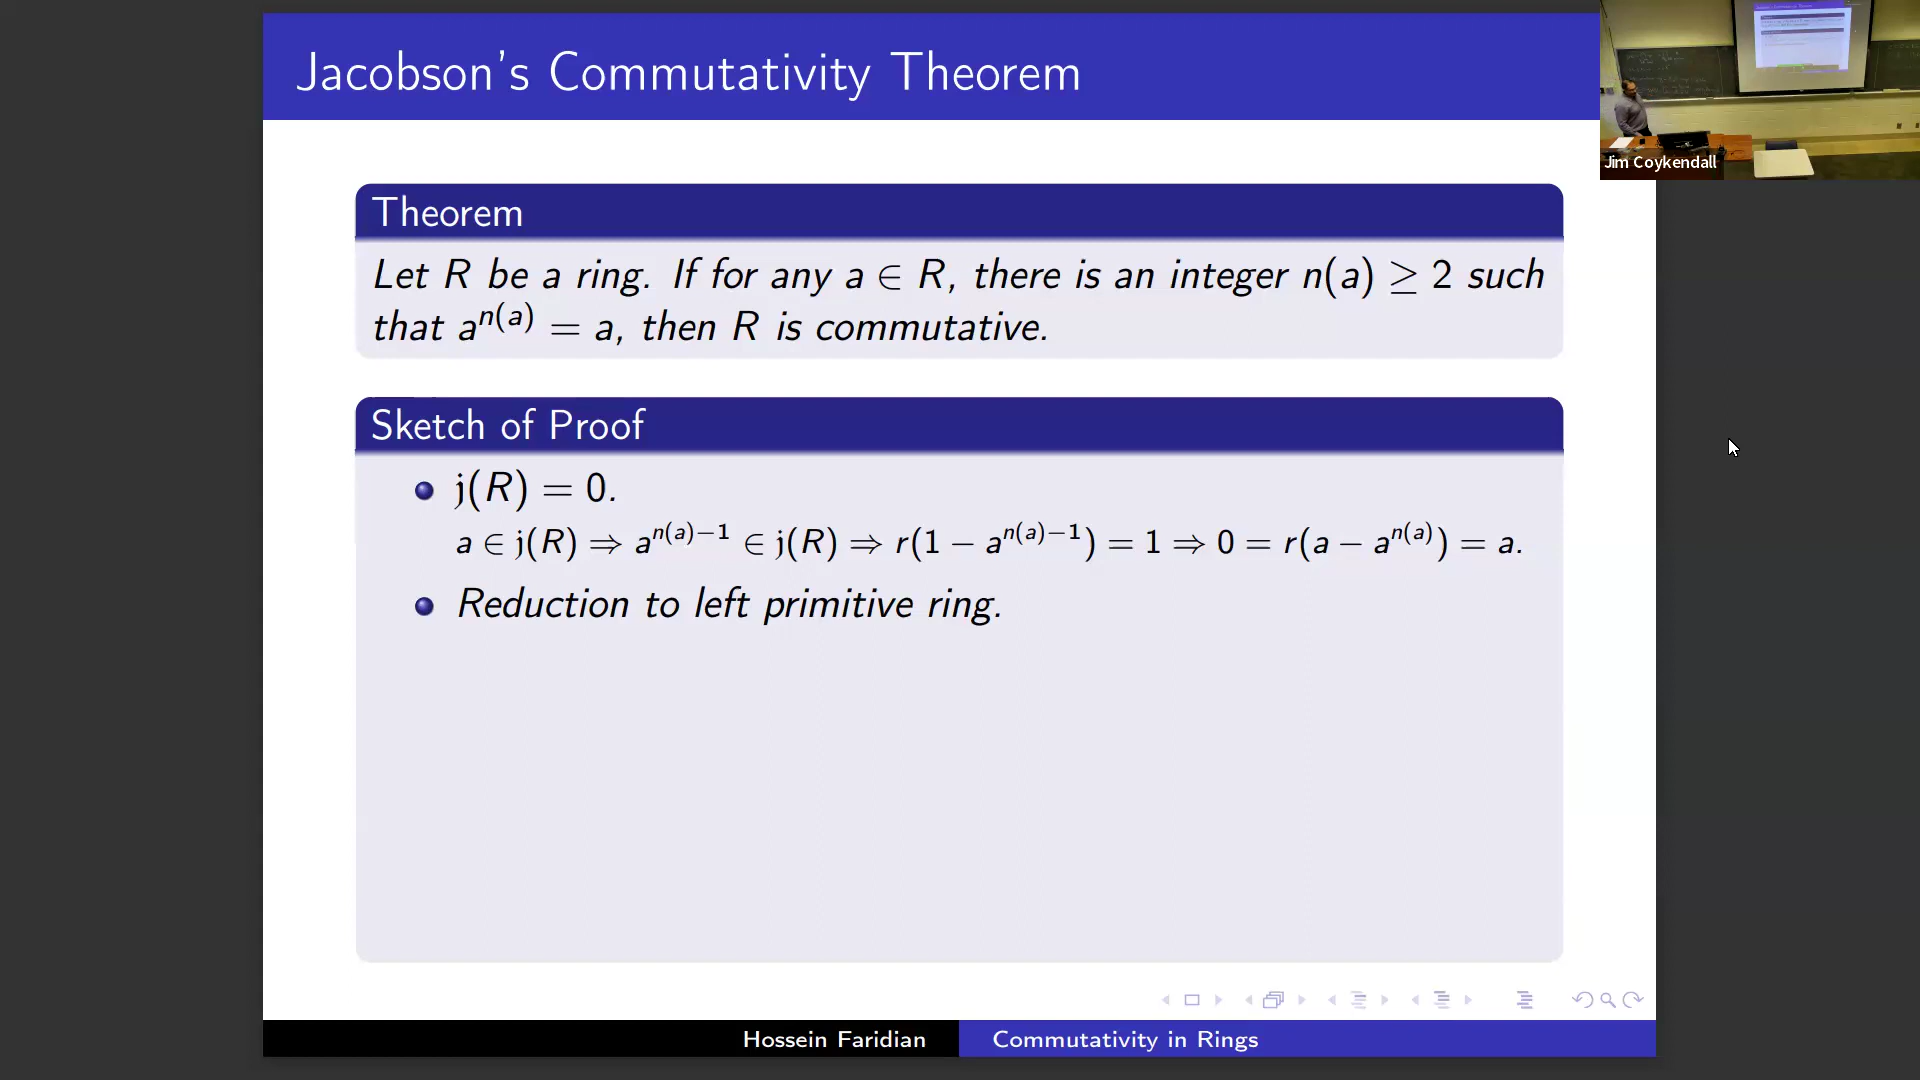 Jacobson's Commutativity Theorem
Jim Coykendall
Theorem
Let R be a ring. If for any a ∈ R, there is an integer n(a) ≥ 2 such
that a^{n(a)} = a, then R is commutative.
Sketch of Proof
j(R) = 0.
a ∈ j(R) ⇒ a^{n(a)−1} ∈ j(R) ⇒ r(1 − a^{n(a)−1}) = 1 ⇒ 0 = r(a − a^{n(a)}) = a.
Reduction to left primitive ring.
Hossein Faridian
Commutativity in Rings